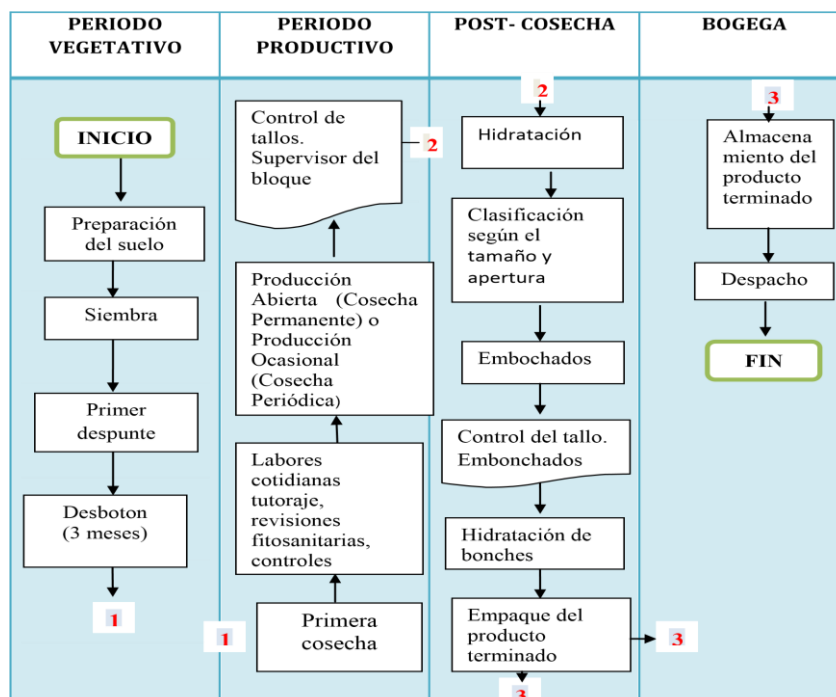 PERIODO
VEGETATIVO
PERIODO
PRODUCTIVO
POST- COSECHA
BOGEGA
INICIO
Preparación
del suelo
Siembra
Primer
despunte
Desboton
(3 meses)
1
Control de
tallos.
Supervisor del
bloque
2
Producción
Abierta (Cosecha
Permanente) o
Producción
Ocasional
(Cosecha
Periódica)
Labores
cotidianas
tutoraje,
revisiones
fitosanitarias,
controles
1
Primera
cosecha
2
Hidratación
Clasificación
según el
tamaño y
apertura
Embochados
Control del tallo.
Embonchados
Hidratación de
bonches
Empaque del
producto
terminado
3
3
3
Almacena
miento del
producto
terminado
Despacho
FIN